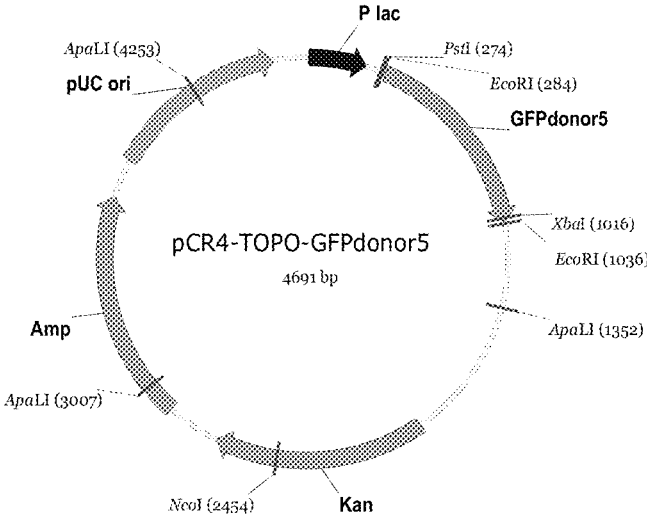 P lac
ApaLI (4253)
PstI (274)
pUC ori
EcoRI (284)
GFPdonor5
pCR4-TOPO-GFPdonor5
4691 bp
XbaI (1016)
EcoRI (1036)
ApaLI (1352)
Amp
ApaLI (3007)
NcoI (2454)
Kan